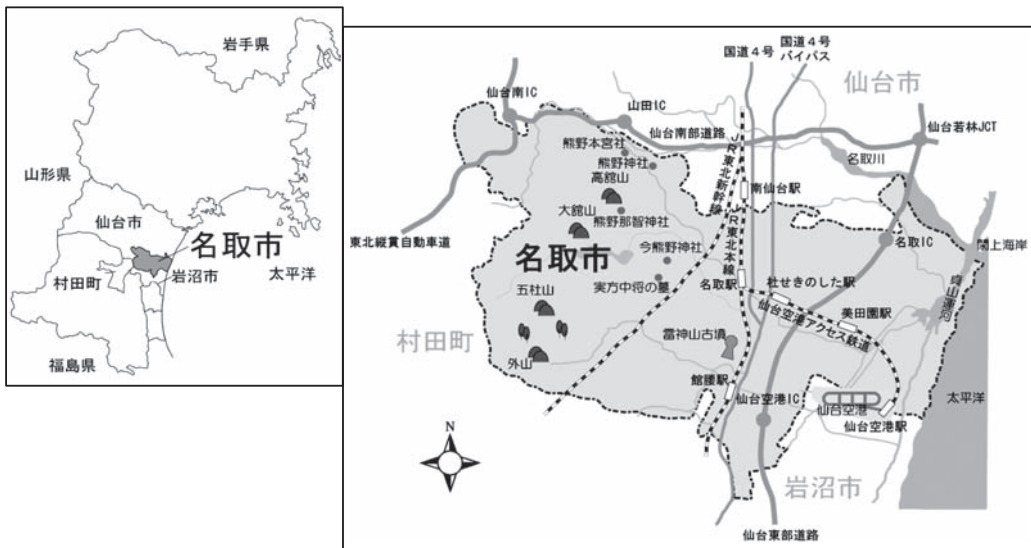 岩手県
山形県
仙台市
名取市
村田町
岩沼市
太平洋
福島県
国道4号
国道4号
バイパス
仙台市
仙台南IC
山田IC
仙台南部道路
仙台若林JCT
熊野本宮社
熊野神社
高舘山
JR東北新幹線
名取川
南仙台駅
大舘山
熊野那智神社
JR東北本線
東北縦貫自動車道
名取市
今熊野神社
名取IC
閖上海岸
実方中将の墓
名取駅
杜せきのした駅
貞山運河
五社山
美田園駅
仙台空港アクセス鉄道
村田町
雷神山古墳
外山
館腰駅
仙台空港IC
仙台空港
太平洋
仙台空港駅
N
岩沼市
仙台東部道路